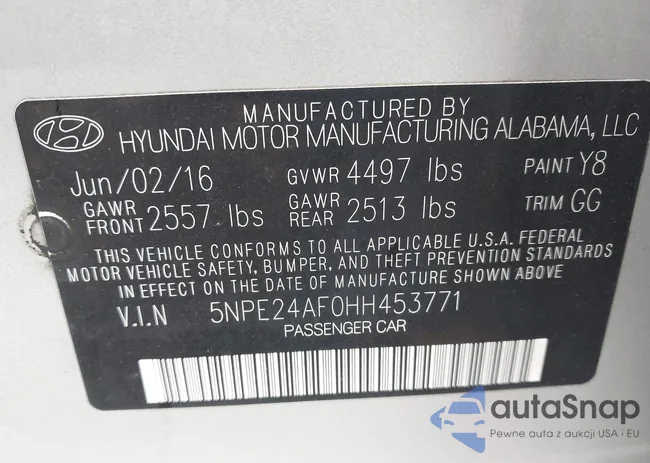 MANUFACTURED BY
HYUNDAI MOTOR MANUFACTURING ALABAMA, LLC
Jun/02/16 GVWR 4497 lbs PAINT Y8
GAWR FRONT 2557 lbs GAWR REAR 2513 lbs TRIM GG
THIS VEHICLE CONFORMS TO ALL APPLICABLE U.S.A. FEDERAL
MOTOR VEHICLE SAFETY, BUMPER, AND THEFT PREVENTION STANDARDS
IN EFFECT ON THE DATE OF MANUFACTURE SHOWN ABOVE
V.I.N 5NPE24AF0HH453771
PASSENGER CAR
autoSnap
Pewne auta z aukcji USA i EU